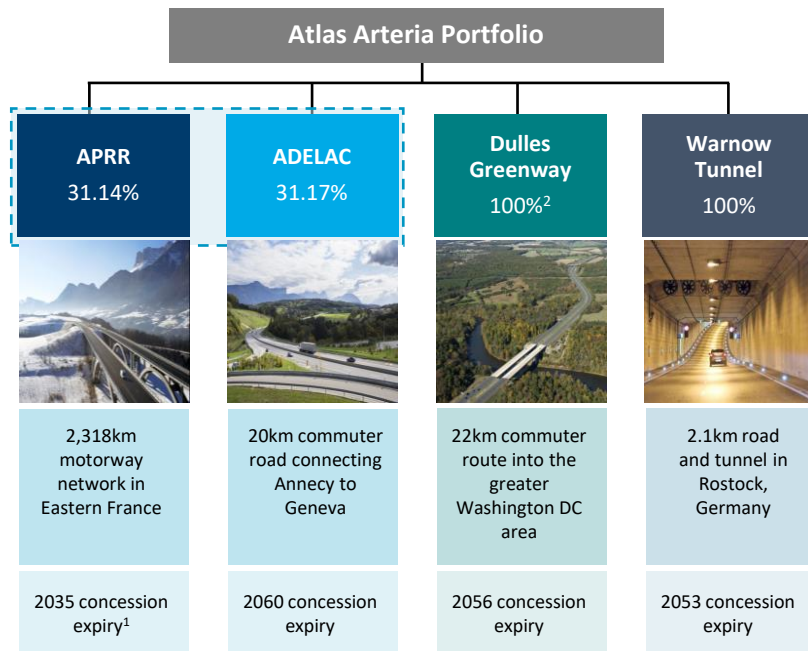 Atlas Arteria Portfolio
APRR
31.14%
ADELAC
31.17%
Dulles
Greenway
100%2
Warnow
Tunnel
100%
2,318km
motorway
network in
Eastern France
20km commuter
road connecting
Annecy to
Geneva
22km commuter
route into the
greater
Washington DC
area
2.1km road
and tunnel in
Rostock,
Germany
2035 concession
expiry1
2060 concession
expiry
2056 concession
expiry
2053 concession
expiry